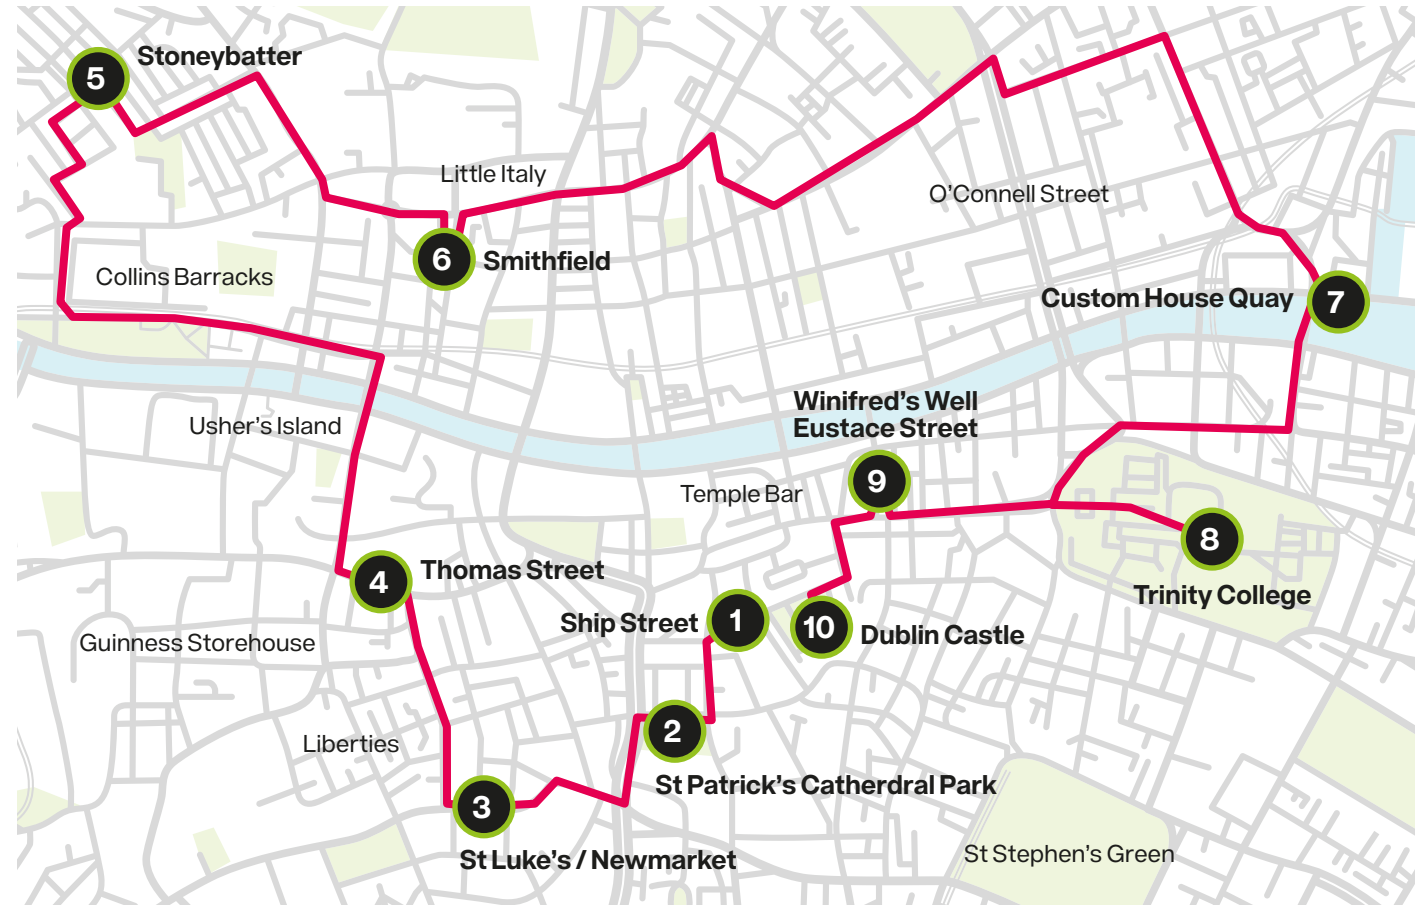 5
Stoneybatter
Little Italy
O'Connell Street
6
Smithfield
Collins Barracks
Custom House Quay
7
Winifred's Well
Eustace Street
Usher's Island
9
Temple Bar
8
4
Thomas Street
Trinity College
Ship Street
1
10
Dublin Castle
Guinness Storehouse
2
Liberties
St Patrick's Catherdral Park
3
St Luke's / Newmarket
St Stephen's Green